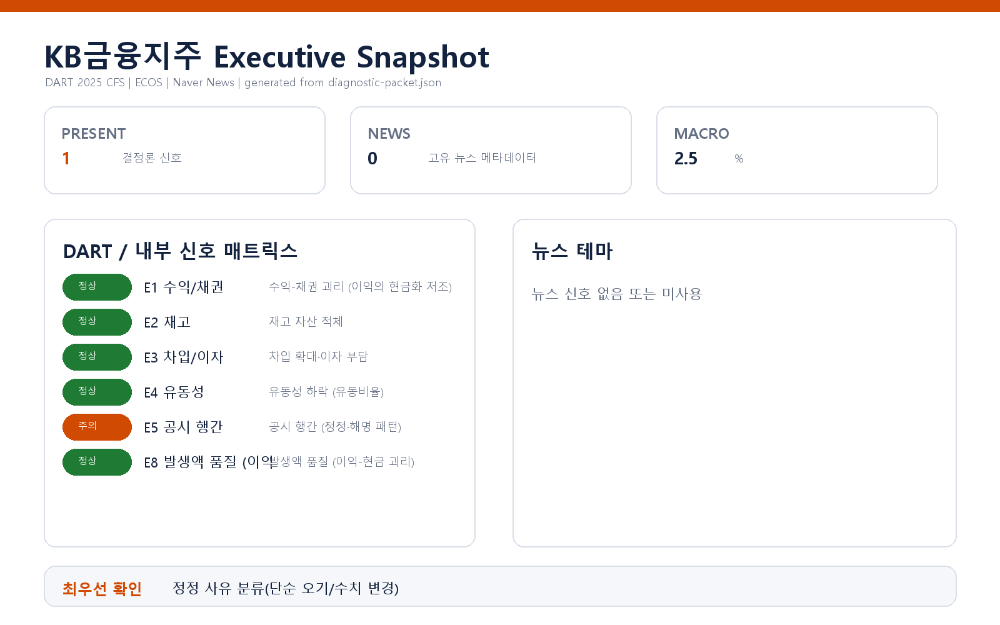 KB금융지주 Executive Snapshot
DART 2025 CFS | ECOS | Naver News | generated from diagnostic-packet.json
PRESENT
1 결정론 신호
NEWS
0 고유 뉴스 메타데이터
MACRO
2.5 %
DART / 내부 신호 매트릭스
정상 E1 수익/채권 수익-채권 괴리 (이익의 현금화 저조)
정상 E2 재고 재고 자산 적체
정상 E3 차입/이자 차입 확대·이자 부담
정상 E4 유동성 유동성 하락 (유동비율)
주의 E5 공시 행간 공시 행간 (정정·해명 패턴)
정상 E8 발생액 품질 (이익 발생액 품질 (이익-현금 괴리)
뉴스 테마
뉴스 신호 없음 또는 미사용
최우선 확인 정정 사유 분류(단순 오기/수치 변경)